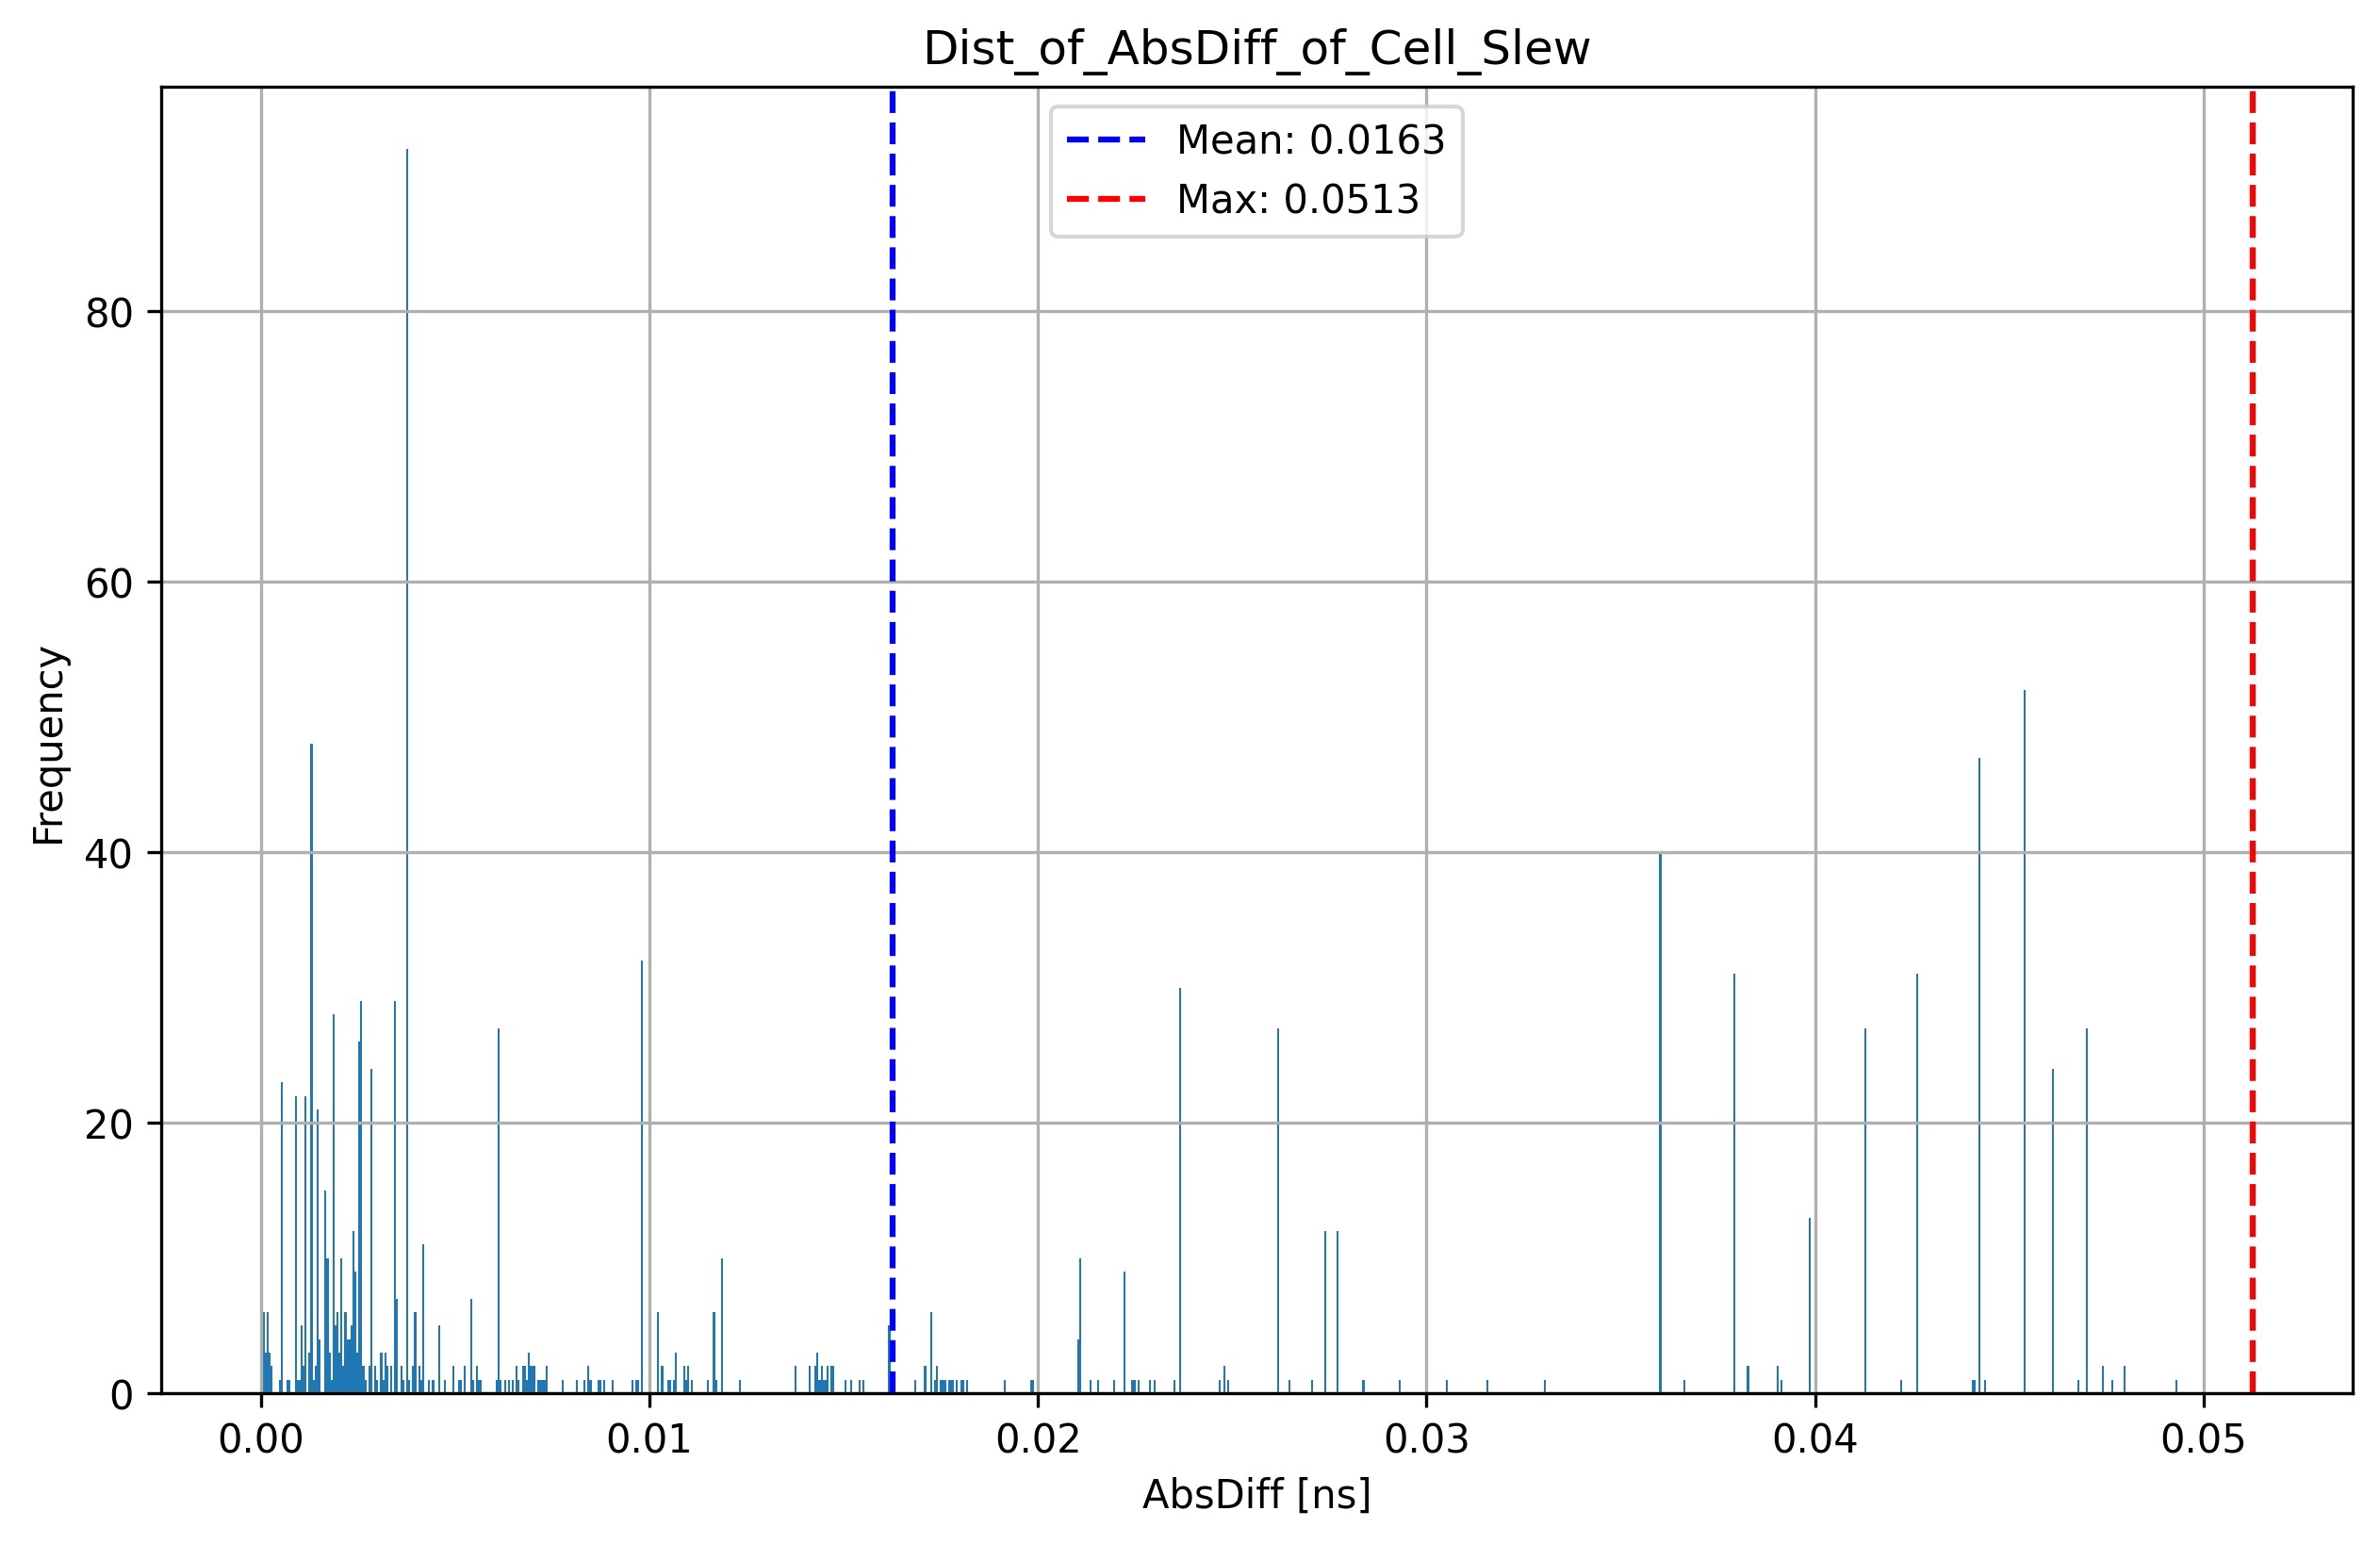 Dist_of_AbsDiff_of_Cell_Slew
Mean: 0.0163
Max: 0.0513
Frequency
80
60
40
20
0
0.00 0.01 0.02 0.03 0.04 0.05
AbsDiff [ns]